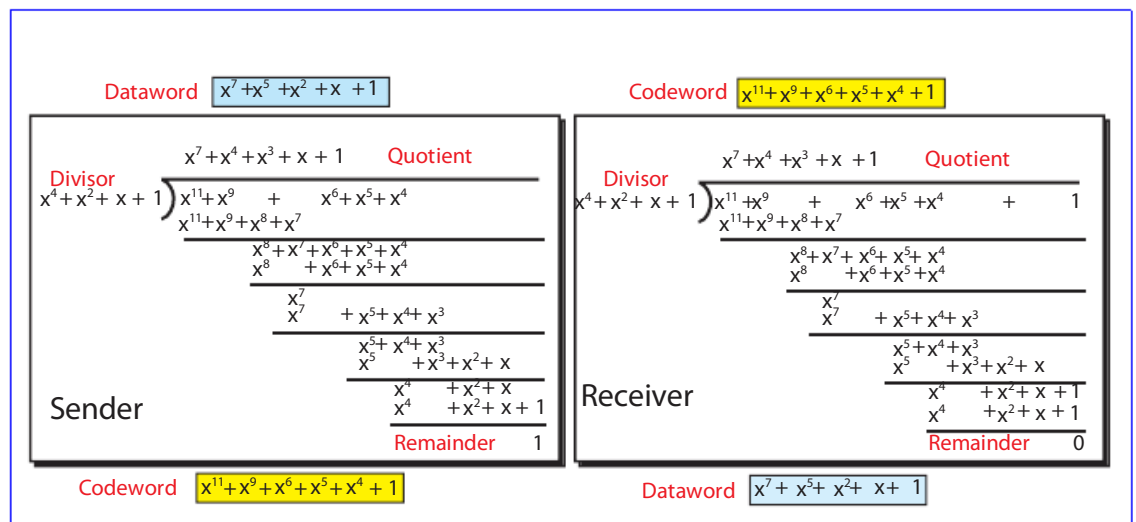 Dataword x⁷ + x⁵ + x² + x + 1
x⁷ + x⁴ + x³ + x + 1 Quotient
Divisor
x⁴ + x² + x + 1 ) x¹¹ + x⁹ + x⁶ + x⁵ + x⁴
x¹¹ + x⁹ + x⁸ + x⁷
x⁸ + x⁷ + x⁶ + x⁵ + x⁴
x⁸ + x⁶ + x⁵ + x⁴
x⁷
x⁷ + x⁵ + x⁴ + x³
x⁵ + x⁴ + x³
x⁵ + x³ + x² + x
x⁴ + x² + x
x⁴ + x² + x + 1
Sender
Remainder 1
Codeword x¹¹ + x⁹ + x⁶ + x⁵ + x⁴ + 1
Codeword x¹¹ + x⁹ + x⁶ + x⁵ + x⁴ + 1
x⁷ + x⁴ + x³ + x + 1 Quotient
Divisor
x⁴ + x² + x + 1 ) x¹¹ + x⁹ + x⁶ + x⁵ + x⁴ + 1
x¹¹ + x⁹ + x⁸ + x⁷
x⁸ + x⁷ + x⁶ + x⁵ + x⁴
x⁸ + x⁶ + x⁵ + x⁴
x⁷
x⁷ + x⁵ + x⁴ + x³
x⁵ + x⁴ + x³
x⁵ + x³ + x² + x
x⁴ + x² + x + 1
x⁴ + x² + x + 1
Receiver
Remainder 0
Dataword x⁷ + x⁵ + x² + x + 1